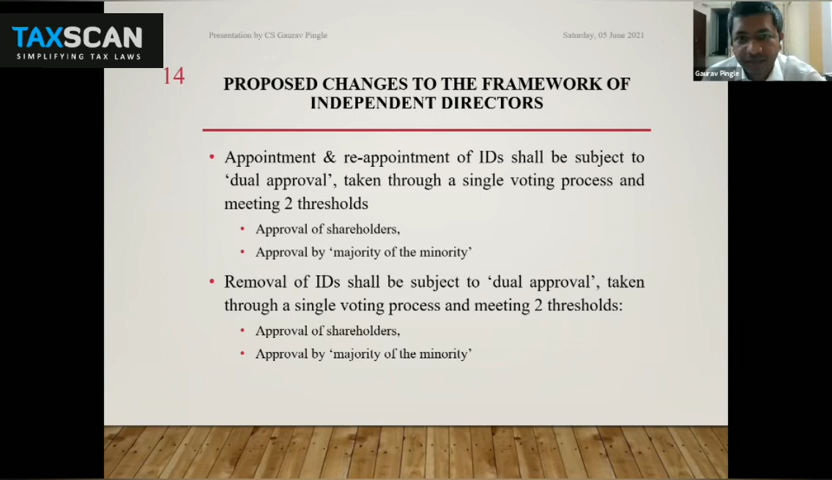 TAXSCAN
SIMPLIFYING TAX LAWS
Presentation by CS Gaurav Pingle
Saturday, 05 June 2021
Gaurav Pingle
14
PROPOSED CHANGES TO THE FRAMEWORK OF
INDEPENDENT DIRECTORS
• Appointment & re-appointment of IDs shall be subject to
‘dual approval’, taken through a single voting process and
meeting 2 thresholds
• Approval of shareholders,
• Approval by ‘majority of the minority’
• Removal of IDs shall be subject to ‘dual approval’, taken
through a single voting process and meeting 2 thresholds:
• Approval of shareholders,
• Approval by ‘majority of the minority’